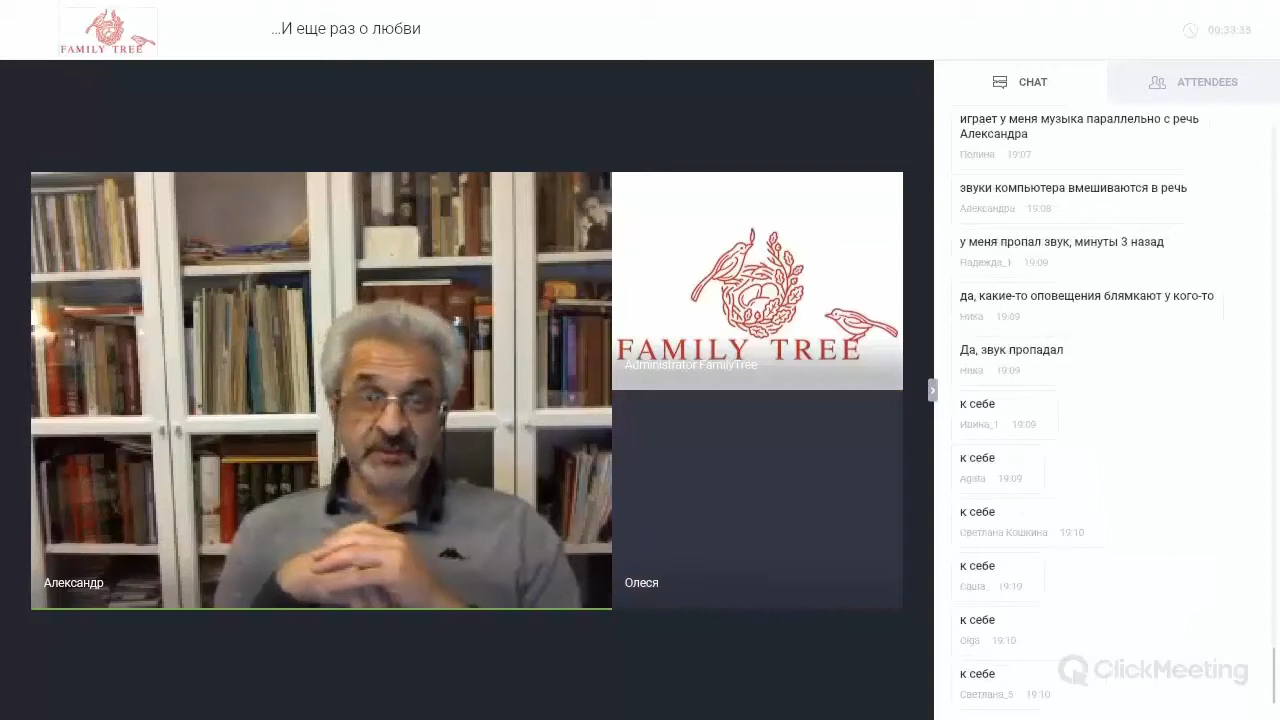 FAMILY TREE
...И еще раз о любви
CHAT
ATTENDEES
играет у меня музыка параллельно с речь
Александра
Полина 19:07
звуки компьютера вмешиваются в речь
Александра 19:08
у меня пропал звук, минуты 3 назад
Надежда_1 19:09
да, какие-то оповещения блямкают у кого-то
Ника 19:09
Да, звук пропадал
Ника 19:09
к себе
Ирина_1 19:09
к себе
Agata 19:09
к себе
Светлана Кошкина 19:10
к себе
19:10
к себе
Olga 19:10
к себе
Светлана_5 19:10
ClickMeeting
FAMILY TREE
Administrator FamilyTree
Александр
Олеся